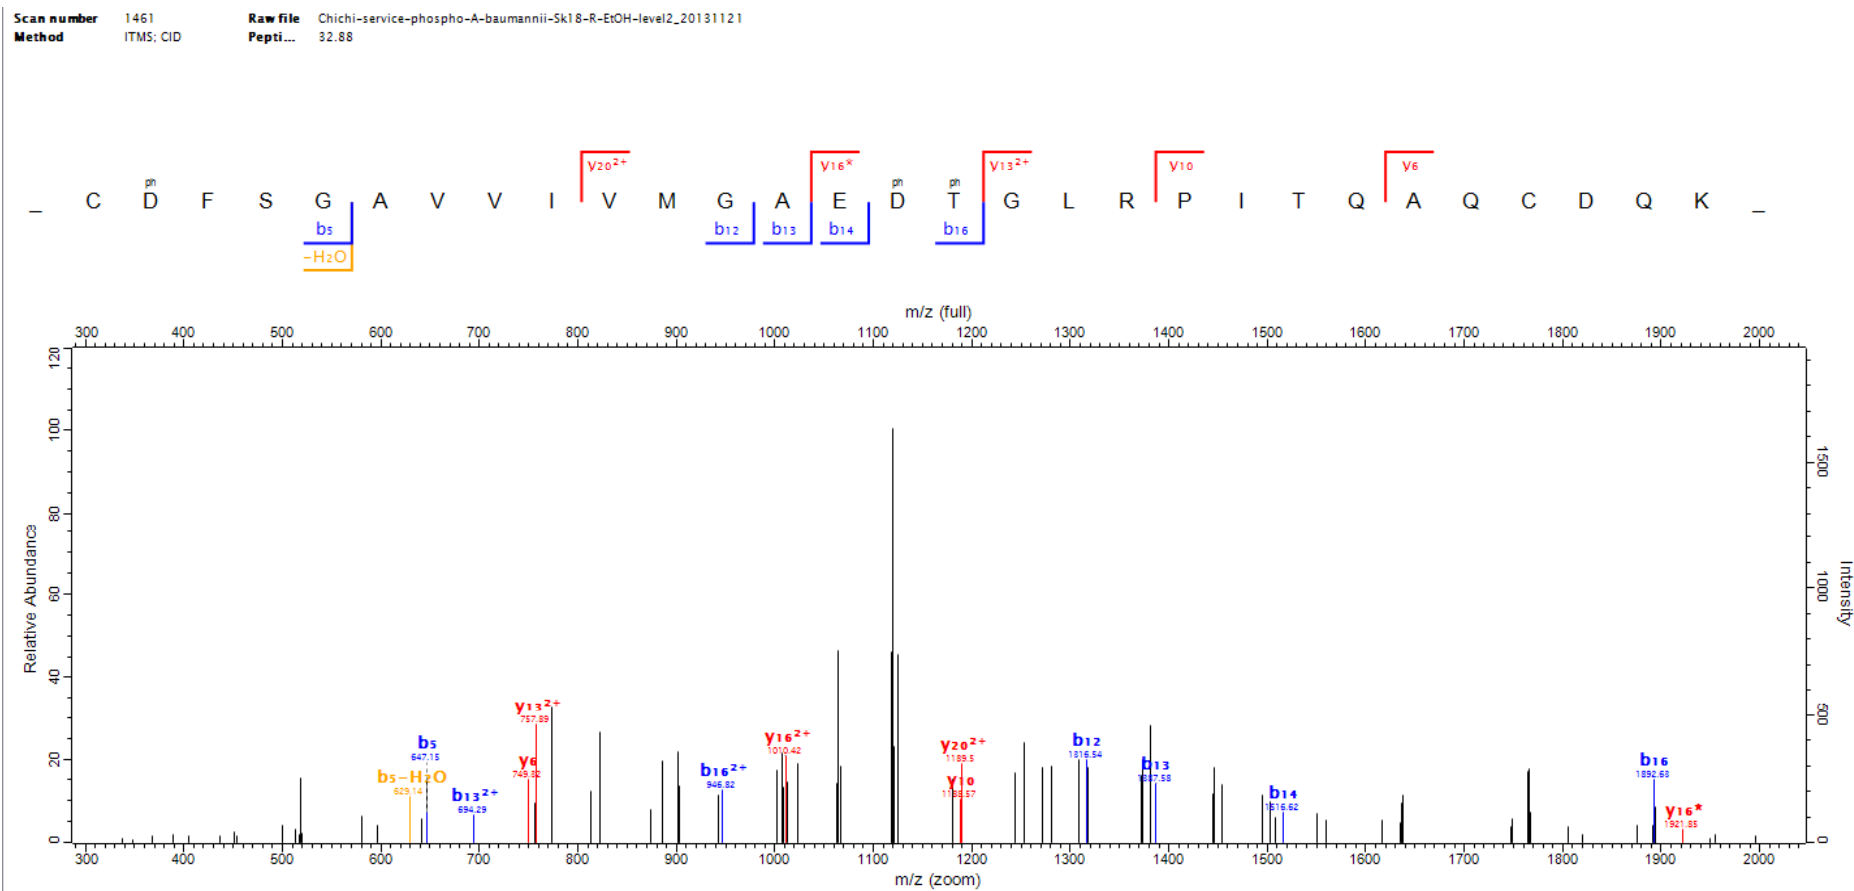 Scan number 1461 Raw file Chichi-service-phospho-A-baumannii-Sk18-R-EtOH-level2_20131121
Method ITMS; CID Pepti... 32.88
y20²⁺ y16* y13²⁺ y10 y6
ph ph ph
_ C D F S G A V V I V M G A E D T G L R P I T Q A Q C D Q K _
b5 b12 b13 b14 b16
-H2O
m/z (full)
300 400 500 600 700 800 900 1000 1100 1200 1300 1400 1500 1600 1700 1800 1900 2000
120
100
80
60
40
20
0
Relative Abundance
1500
1000
500
0
Intensity
y13²⁺
757.89
b5
647.15
y16²⁺
1010.42
y20²⁺
1189.5
b12
1316.54
y6
749.32
b5-H2O
629.14
b16²⁺
946.82
y10
1188.57
b13
1387.58
b16
1892.68
b13²⁺
694.29
b14
1516.62
y16*
1921.85
300 400 500 600 700 800 900 1000 1100 1200 1300 1400 1500 1600 1700 1800 1900 2000
m/z (zoom)